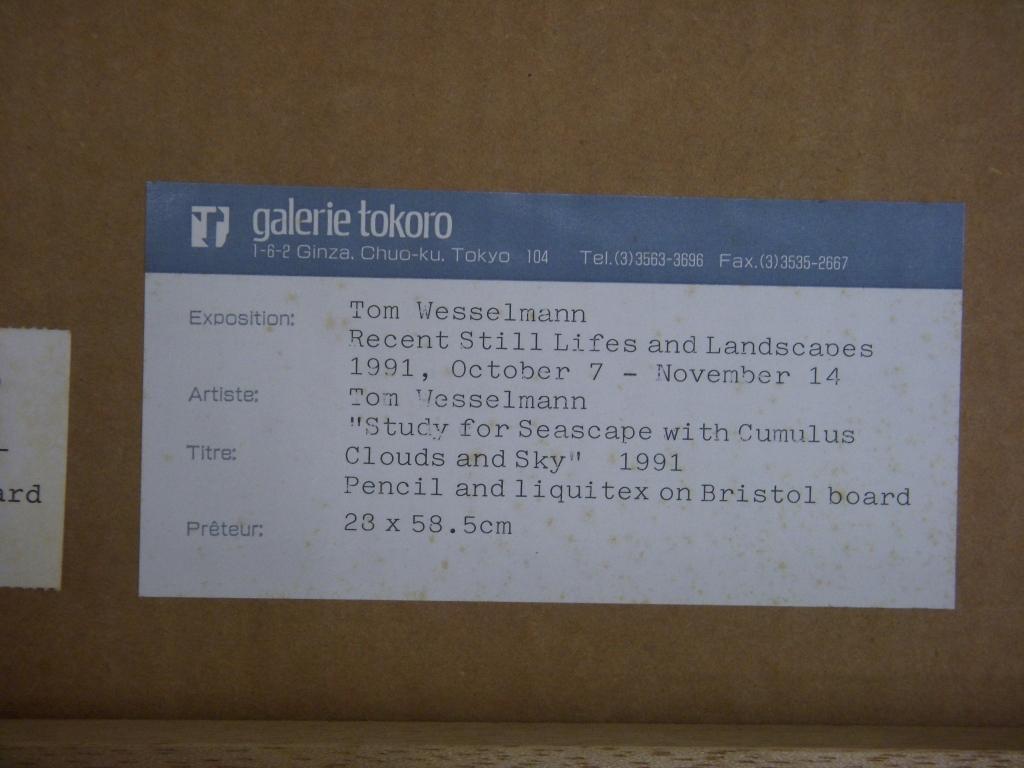 galerie tokoro
1-6-2 Ginza. Chuo-ku. Tokyo 104 Tel.(3)3563-3696 Fax.(3)3535-2667
Exposition: Tom Wesselmann
Recent Still Lifes and Landscapes
1991, October 7 - November 14
Artiste: Tom Wesselmann
"Study for Seascape with Cumulus
Titre: Clouds and Sky" 1991
Pencil and liquitex on Bristol board
Prêteur: 23 x 58.5cm
ard